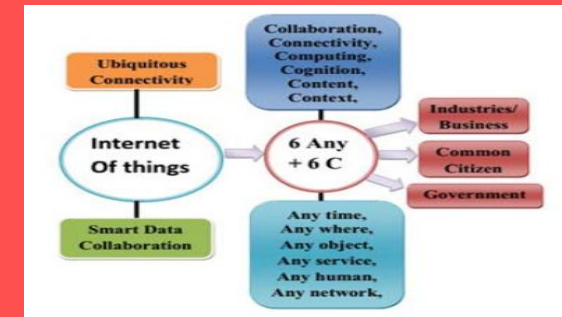 Ubiquitous
Connectivity
Internet
Of things
Smart Data
Collaboration
Collaboration,
Connectivity,
Computing,
Cognition,
Content,
Context,
6 Any
+ 6 C
Any time,
Any where,
Any object,
Any service,
Any human,
Any network,
Industries/
Business
Common
Citizen
Government